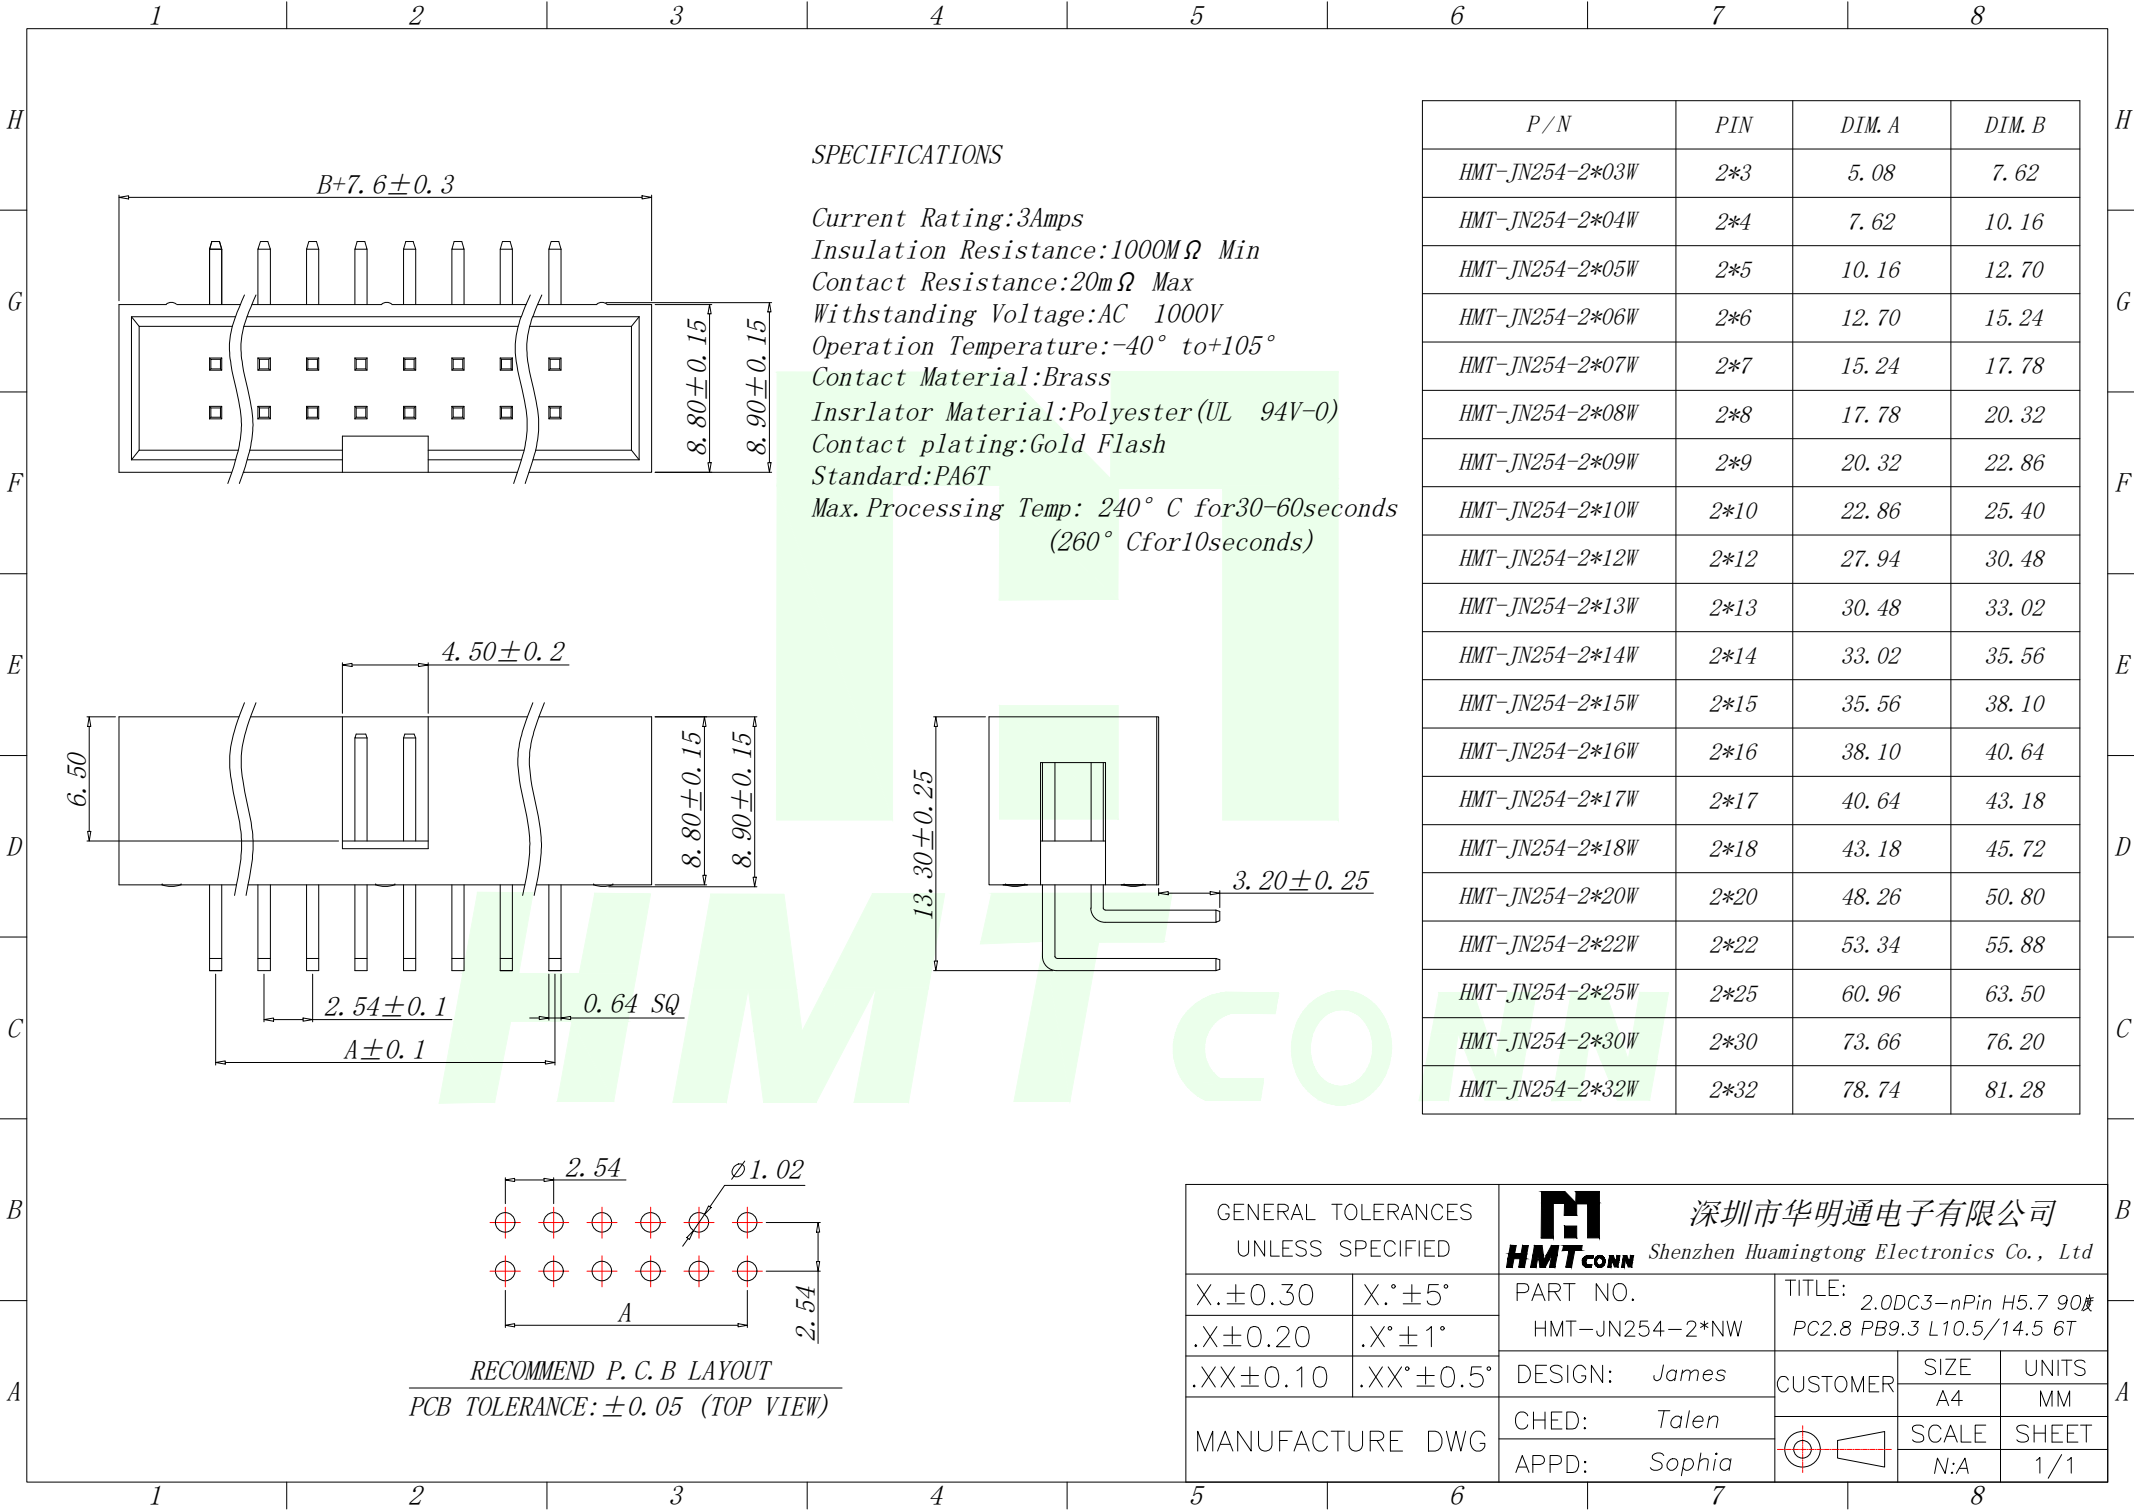 1 2 3 4 5 6 7 8
H
G
F
E
D
C
B
A
H
G
F
E
D
C
B
A
B+7.6±0.3
8.80±0.15
8.90±0.15
SPECIFICATIONS
Current Rating:3Amps
Insulation Resistance:1000MΩ Min
Contact Resistance:20mΩ Max
Withstanding Voltage:AC 1000V
Operation Temperature:-40° to+105°
Contact Material:Brass
Insrlator Material:Polyester(UL 94V-0)
Contact plating:Gold Flash
Standard:PA6T
Max.Processing Temp: 240° C for30-60seconds
(260° Cfor10seconds)
P/N PIN DIM.A DIM.B
HMT-JN254-2*03W 2*3 5.08 7.62
HMT-JN254-2*04W 2*4 7.62 10.16
HMT-JN254-2*05W 2*5 10.16 12.70
HMT-JN254-2*06W 2*6 12.70 15.24
HMT-JN254-2*07W 2*7 15.24 17.78
HMT-JN254-2*08W 2*8 17.78 20.32
HMT-JN254-2*09W 2*9 20.32 22.86
HMT-JN254-2*10W 2*10 22.86 25.40
HMT-JN254-2*12W 2*12 27.94 30.48
HMT-JN254-2*13W 2*13 30.48 33.02
HMT-JN254-2*14W 2*14 33.02 35.56
HMT-JN254-2*15W 2*15 35.56 38.10
HMT-JN254-2*16W 2*16 38.10 40.64
HMT-JN254-2*17W 2*17 40.64 43.18
HMT-JN254-2*18W 2*18 43.18 45.72
HMT-JN254-2*20W 2*20 48.26 50.80
HMT-JN254-2*22W 2*22 53.34 55.88
HMT-JN254-2*25W 2*25 60.96 63.50
HMT-JN254-2*30W 2*30 73.66 76.20
HMT-JN254-2*32W 2*32 78.74 81.28
4.50±0.2
6.50
8.80±0.15
8.90±0.15
13.30±0.25
3.20±0.25
2.54±0.1
0.64 SQ
A±0.1
HMTCONN
2.54
⌀1.02
2.54
A
RECOMMEND P.C.B LAYOUT
PCB TOLERANCE:±0.05 (TOP VIEW)
GENERAL TOLERANCES
UNLESS SPECIFIED
X.±0.30 X.°±5°
.X±0.20 .X°±1°
.XX±0.10 .XX°±0.5°
MANUFACTURE DWG
HMTCONN
深圳市华明通电子有限公司
Shenzhen Huamingtong Electronics Co., Ltd
PART NO.
HMT-JN254-2*NW
TITLE: 2.0DC3-nPin H5.7 90度
PC2.8 PB9.3 L10.5/14.5 6T
DESIGN: James
CHED: Talen
APPD: Sophia
CUSTOMER
SIZE UNITS
A4 MM
SCALE SHEET
N:A 1/1
1 2 3 4 5 6 7 8